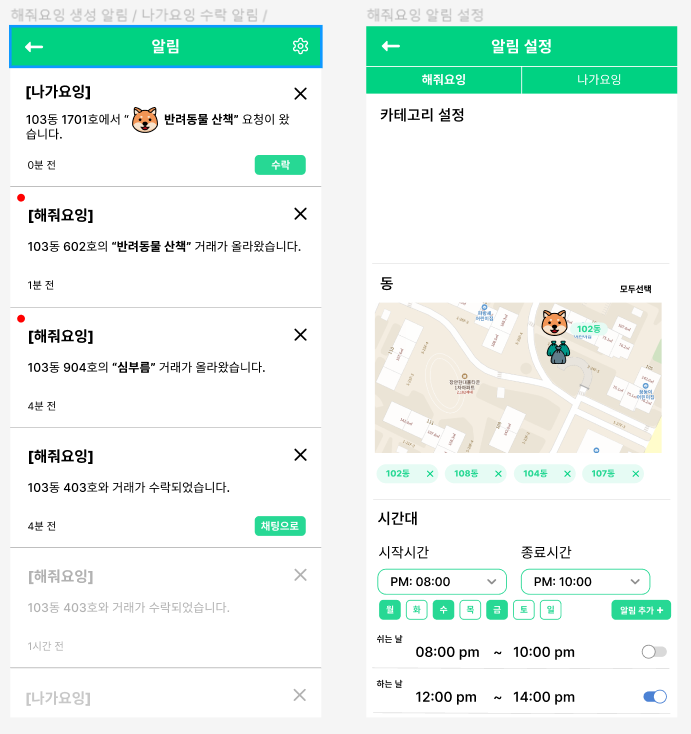 해줘요잉 생성 알림 / 나가요잉 수락 알림 /
알림
[나가요잉]
103동 1701호에서 “ 반려동물 산책” 요청이 왔
습니다.
0분 전
수락
[해줘요잉]
103동 602호의 “반려동물 산책” 거래가 올라왔습니다.
1분 전
[해줘요잉]
103동 904호의 “심부름” 거래가 올라왔습니다.
4분 전
[해줘요잉]
103동 403호와 거래가 수락되었습니다.
4분 전
채팅으로
[해줘요잉]
103동 403호와 거래가 수락되었습니다.
1시간 전
[나가요잉]
해줘요잉 알림 설정
알림 설정
해줘요잉
나가요잉
카테고리 설정
동
모두선택
102동
102동
108동
104동
107동
시간대
시작시간
종료시간
PM: 08:00
PM: 10:00
월 화 수 목 금 토 일
알림 추가 +
쉬는 날
08:00 pm ~ 10:00 pm
하는 날
12:00 pm ~ 14:00 pm